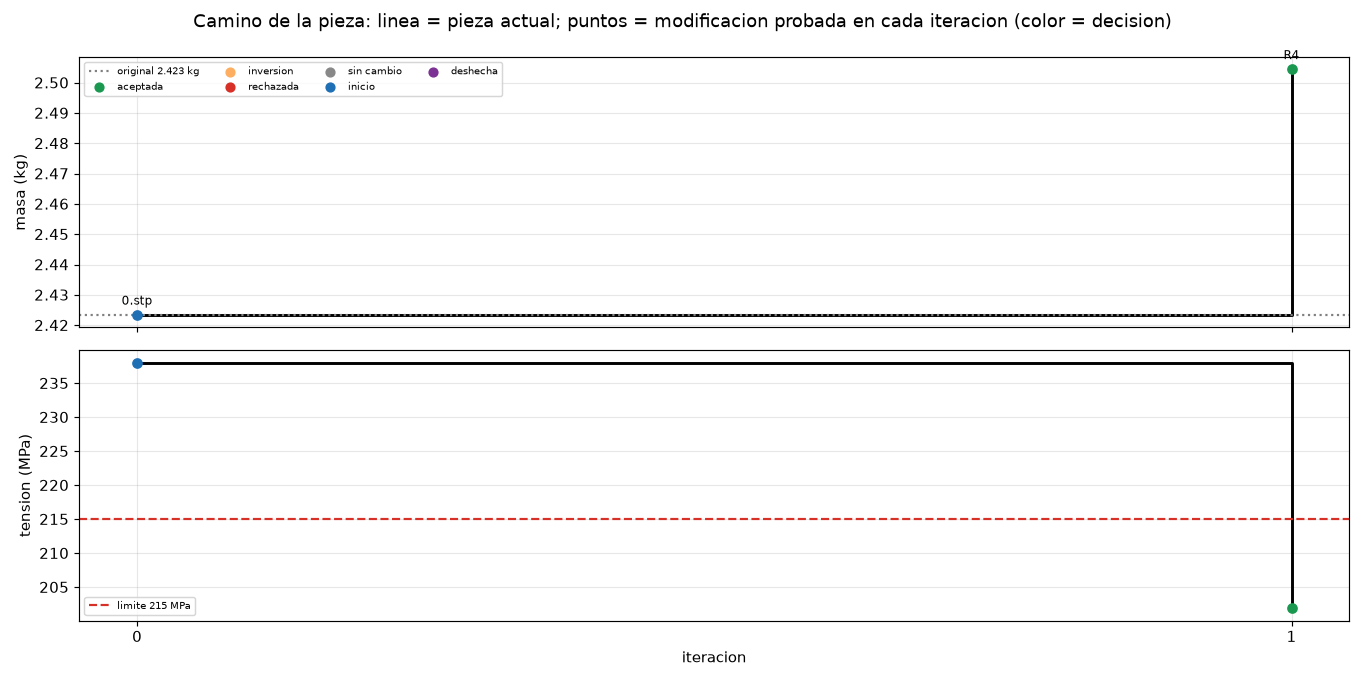 Camino de la pieza: linea = pieza actual; puntos = modificacion probada en cada iteracion (color = decision)
R4
original 2.423 kg
inversion
sin cambio
deshecha
aceptada
rechazada
inicio
2.50
2.49
2.48
2.47
2.46
2.45
2.44
2.43
2.42
masa (kg)
0.stp
235
230
225
220
215
210
205
tension (MPa)
limite 215 MPa
0
1
iteracion